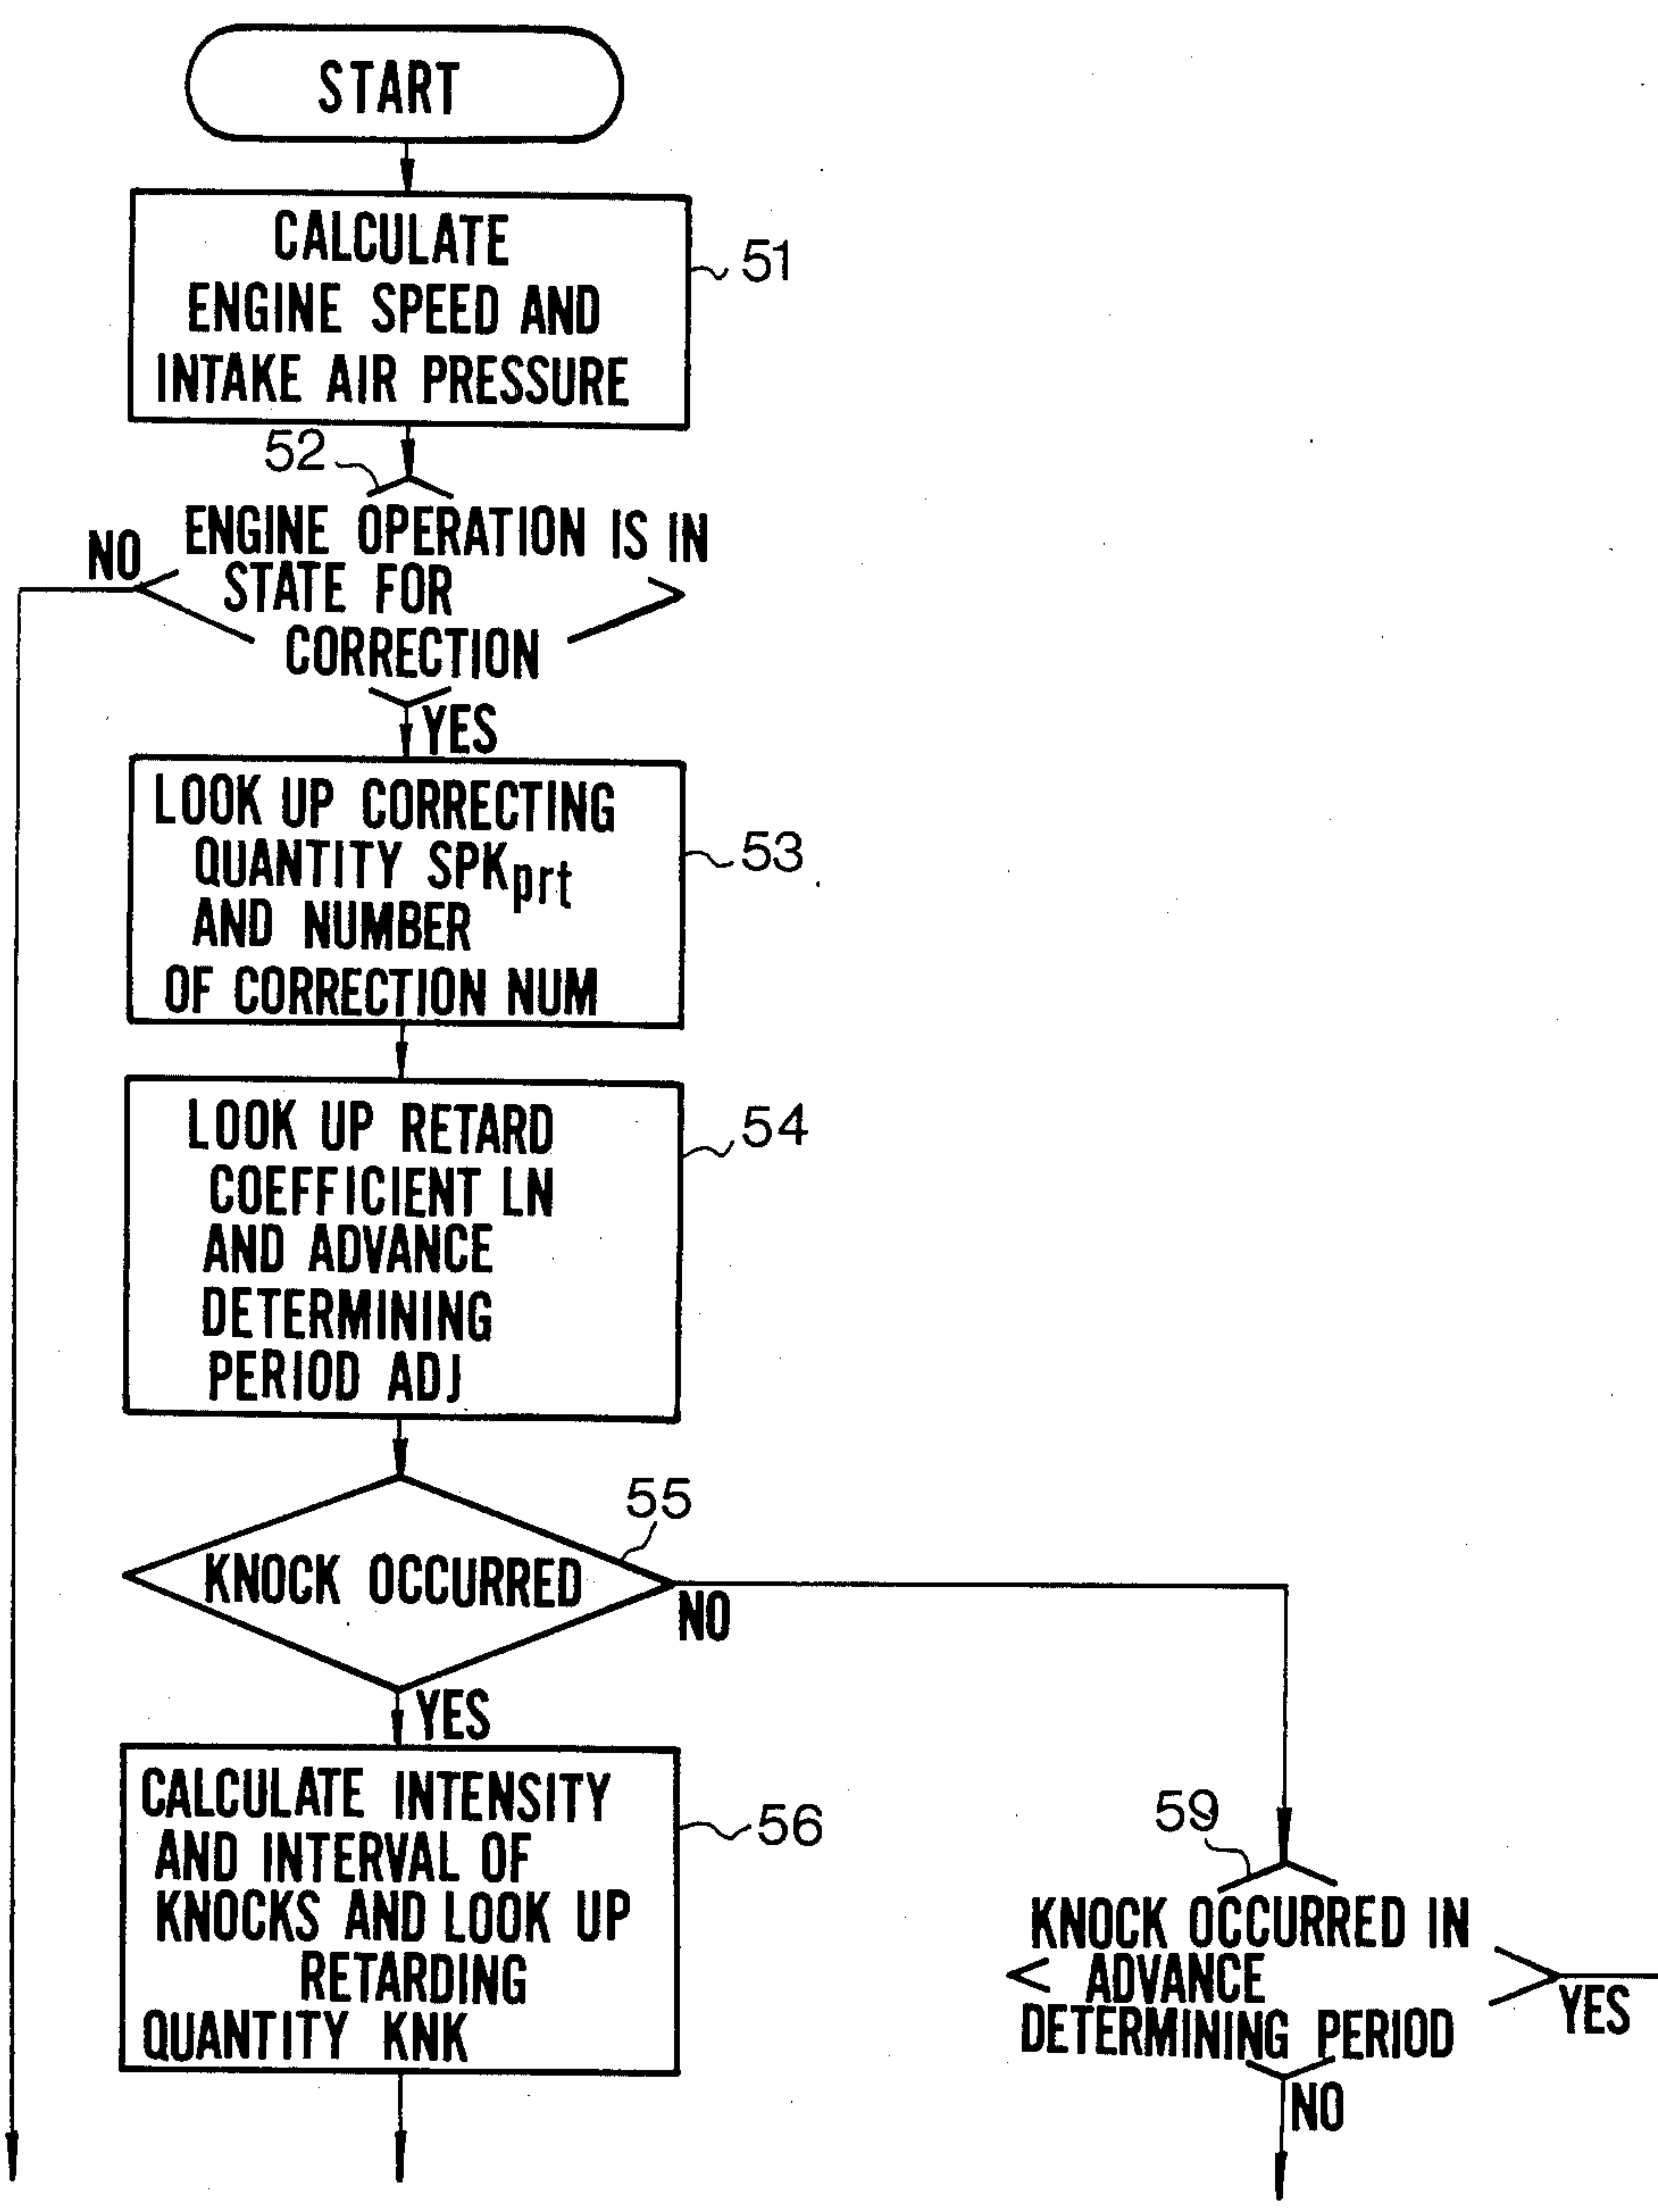 START
CALCULATE
ENGINE SPEED AND
INTAKE AIR PRESSURE
51
52
ENGINE OPERATION IS IN
STATE FOR
CORRECTION
NO
YES
LOOK UP CORRECTING
QUANTITY SPKprt
AND NUMBER
OF CORRECTION NUM
53
LOOK UP RETARD
COEFFICIENT LN
AND ADVANCE
DETERMINING
PERIOD ADJ
54
55
KNOCK OCCURRED
NO
YES
CALCULATE INTENSITY
AND INTERVAL OF
KNOCKS AND LOOK UP
RETARDING
QUANTITY KNK
56
59
KNOCK OCCURRED IN
ADVANCE
DETERMINING PERIOD
YES
NO